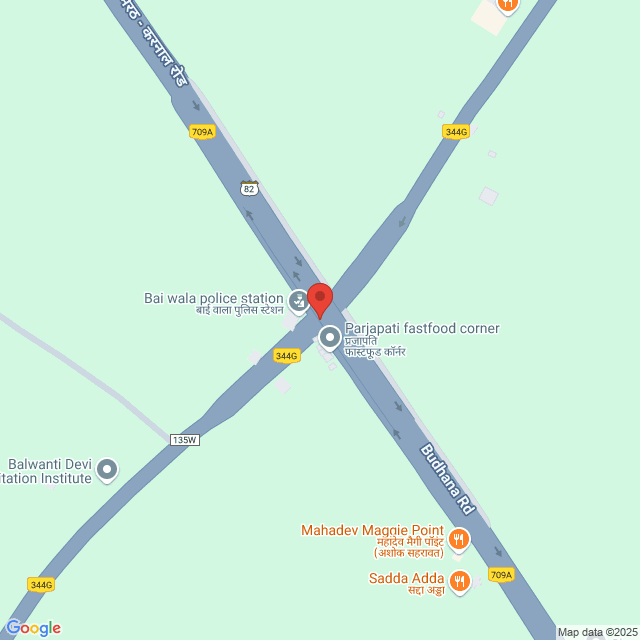 मेरठ - करनाल रोड
709A
344G
82
Bai wala police station
बाई वाला पुलिस स्टेशन
Parjapati fastfood corner
प्रजापति
फास्टफूड कॉर्नर
344G
135W
Balwanti Devi
itation Institute
Budhana Rd
Mahadev Maggie Point
महादेव मैगी पॉइंट
(अशोक सहरावत)
Sadda Adda
सद्दा अड्डा
709A
344G
Google
Map data ©2025